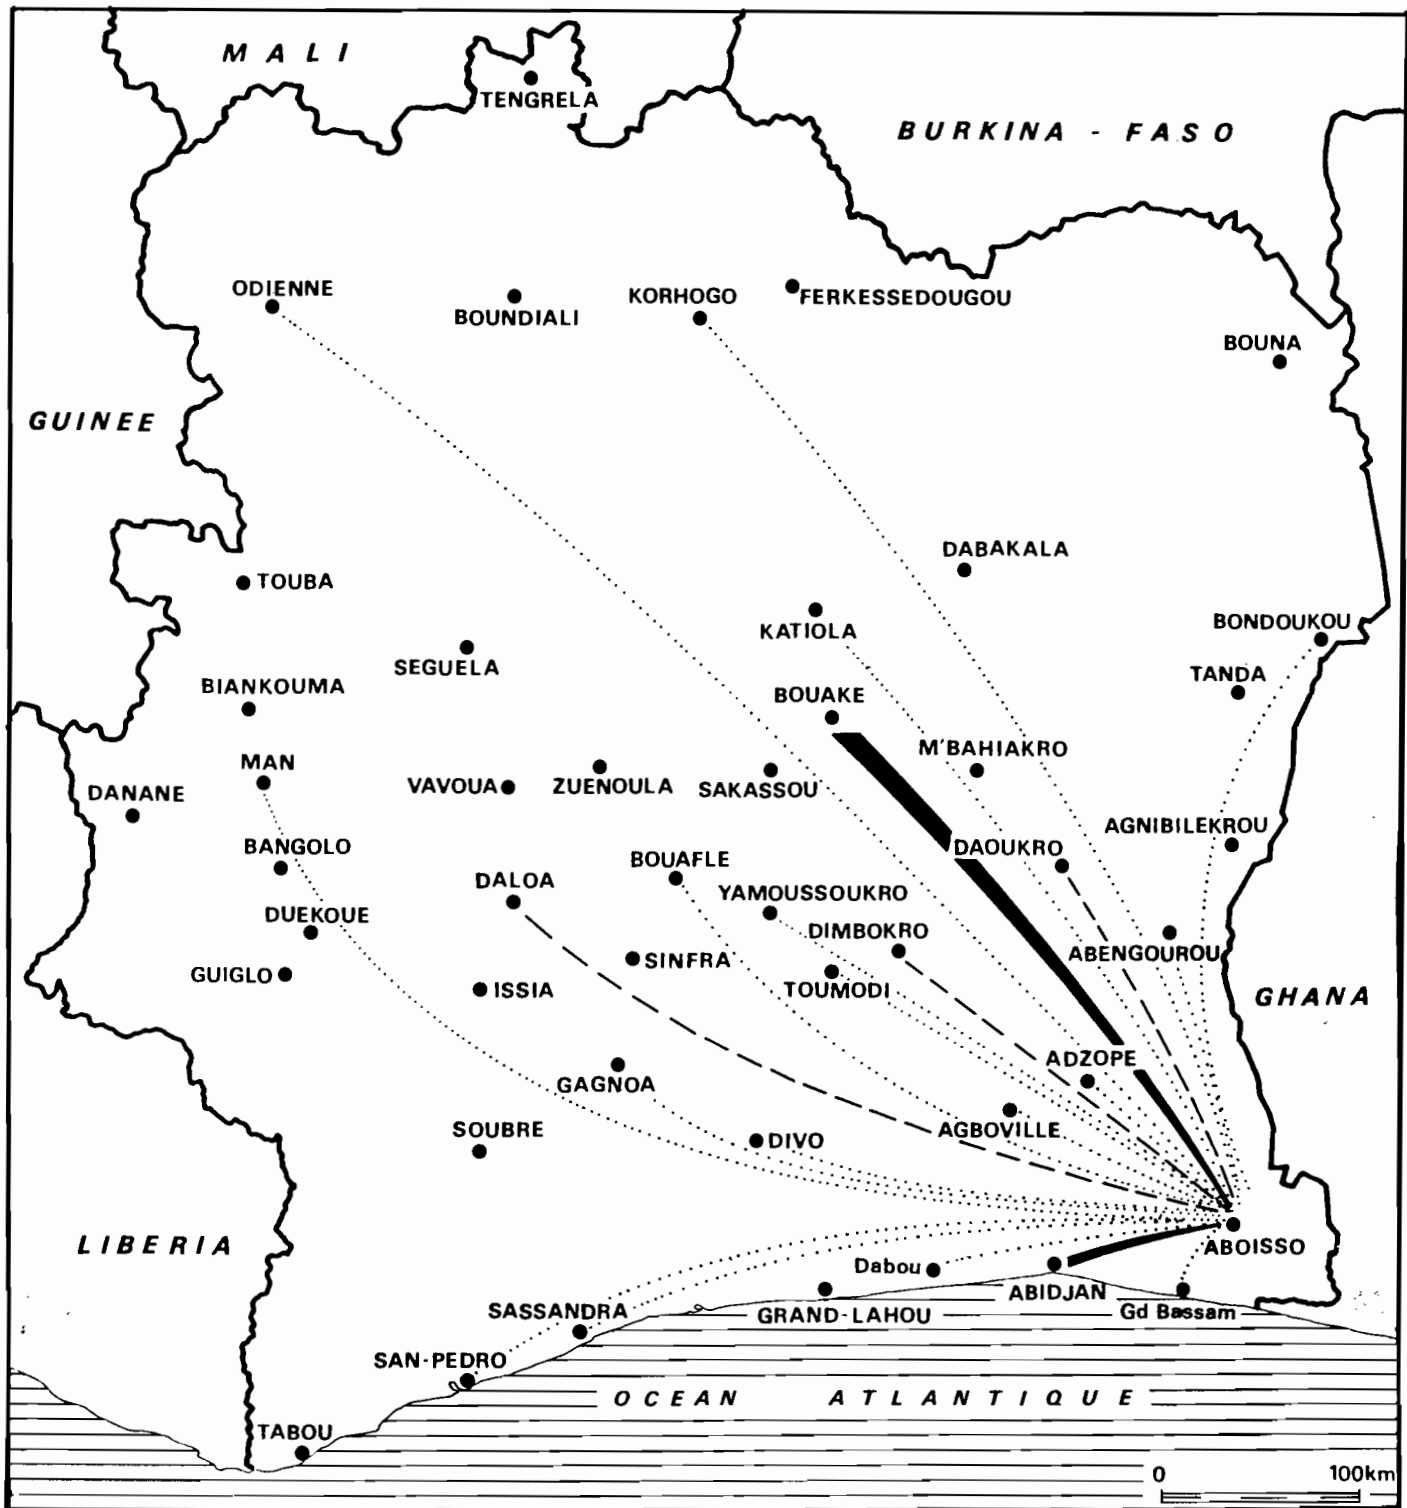 MALI
TENGRELA
BURKINA - FASO
ODIENNE
BOUNDIALI
KORHOGO
FERKESSEDOUGOU
BOUNA
GUINEE
DABAKALA
TOUBA
KATIOLA
BONDOUKOU
SEGUELA
TANDA
BIANKOUMA
BOUAKE
M'BAHIAKRO
MAN
DANANE
VAVOUA
ZUENOULA
SAKASSOU
AGNIBILEKROU
BANGOLO
DAOUKRO
BOUAFLE
DALOA
YAMOUSSOUKRO
DUEKOUE
DIMBOKRO
ABENGOUROU
SINFRA
GUIGLO
ISSIA
TOUMODI
GHANA
ADZOPE
GAGNOA
SOUBRE
AGBOVILLE
DIVO
LIBERIA
ABOISSO
Dabou
ABIDJAN
SASSANDRA
GRAND-LAHOU
Gd Bassam
SAN-PEDRO
OCEAN ATLANTIQUE
TABOU
0 100km